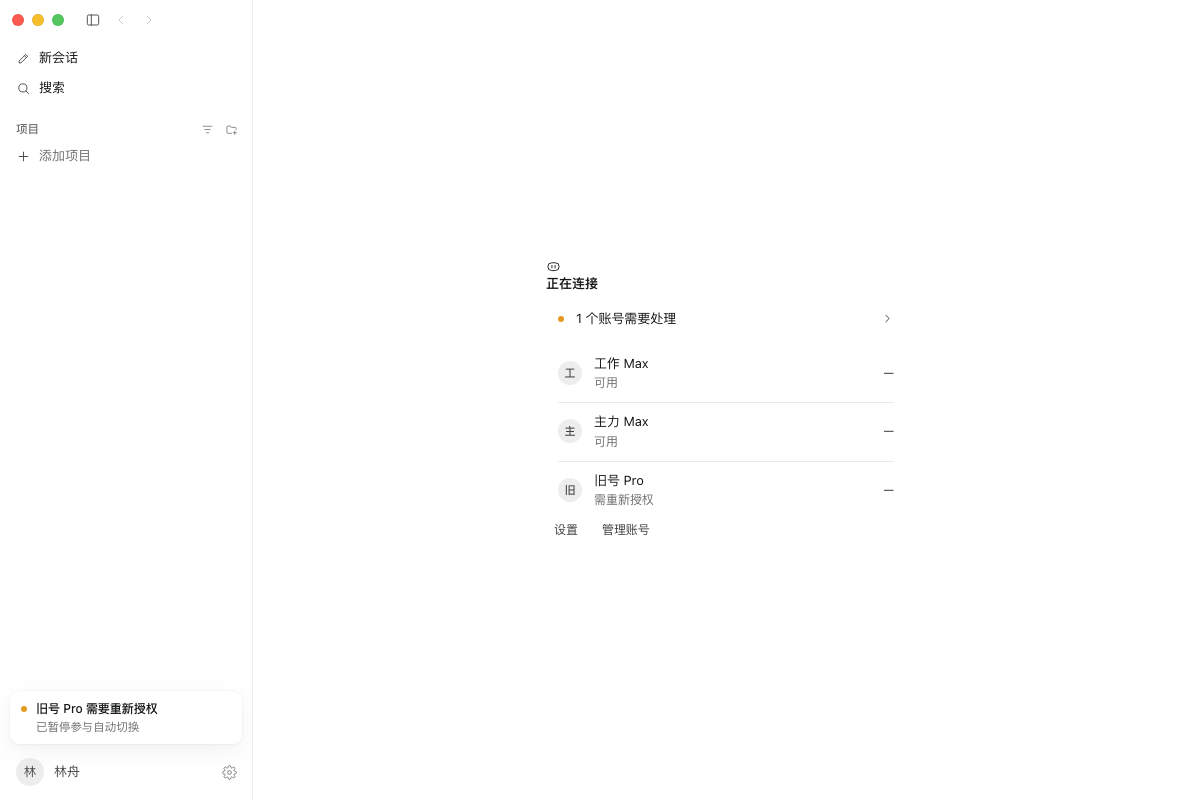 新会话
搜索
项目
添加项目
正在连接
1 个账号需要处理
工
工作 Max
可用
—
主
主力 Max
可用
—
旧
旧号 Pro
需重新授权
—
设置 管理账号
旧号 Pro 需要重新授权
已暂停参与自动切换
林 林舟